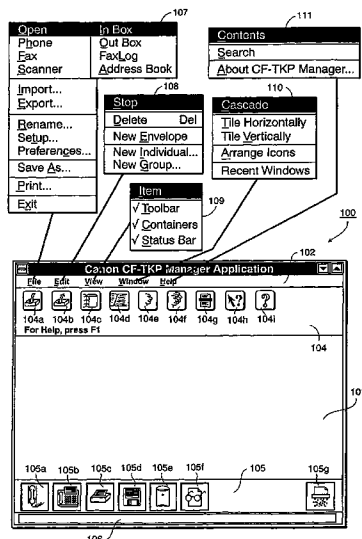 107
Open
Phone
Fax
Scanner
Import...
Export...
Rename...
Setup...
Preferences...
Save As...
Print...
Exit
In Box
Out Box
FaxLog
Address Book
108
Stop
Delete Del
New Envelope
New Individual...
New Group...
Item
√ Toolbar
√ Containers
√ Status Bar
109
110
Cascade
Tile Horizontally
Tile Vertically
Arrange Icons
Recent Windows
111
Contents
Search
About CF-TKP Manager...
100
Canon CF-TKP Manager Application
102
File Edit View Window Help
104a 104b 104c 104d 104e 104f 104g 104h 104i
For Help, press F1
104
10
105a 105b 105c 105d 105e 105f 105 105g
106